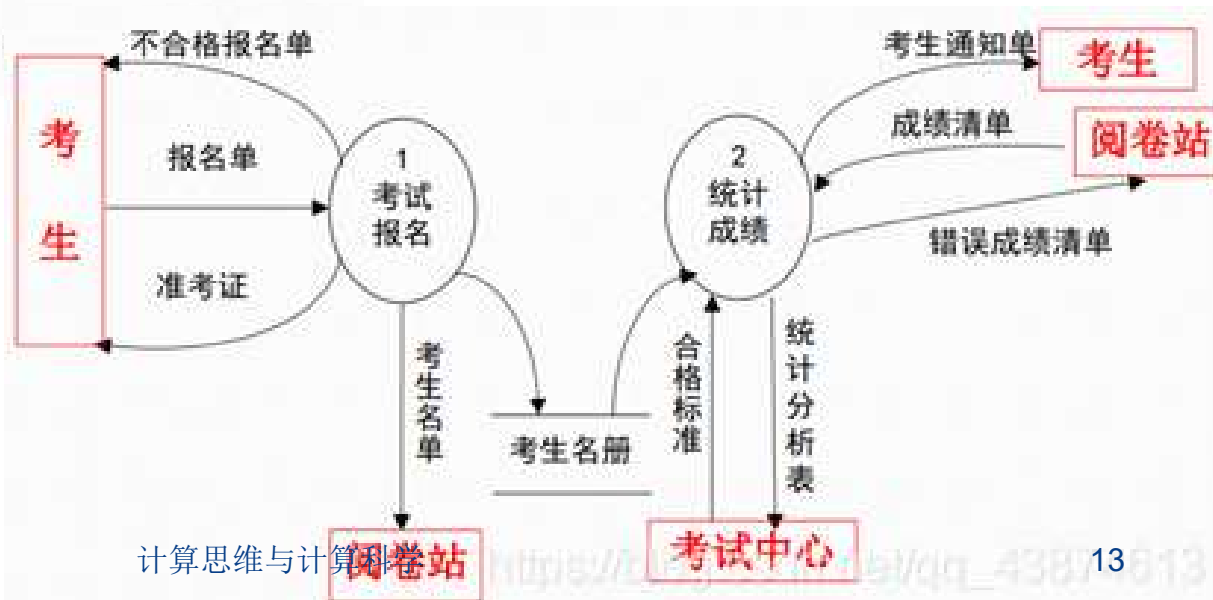 不合格报名单
考生通知单
考生
考生
成绩清单
阅卷站
报名单
1
考试
报名
2
统计
成绩
错误成绩清单
准考证
考生名单
考生名册
合格标准
统计分析表
阅卷站
考试中心
计算思维与计算科学
13